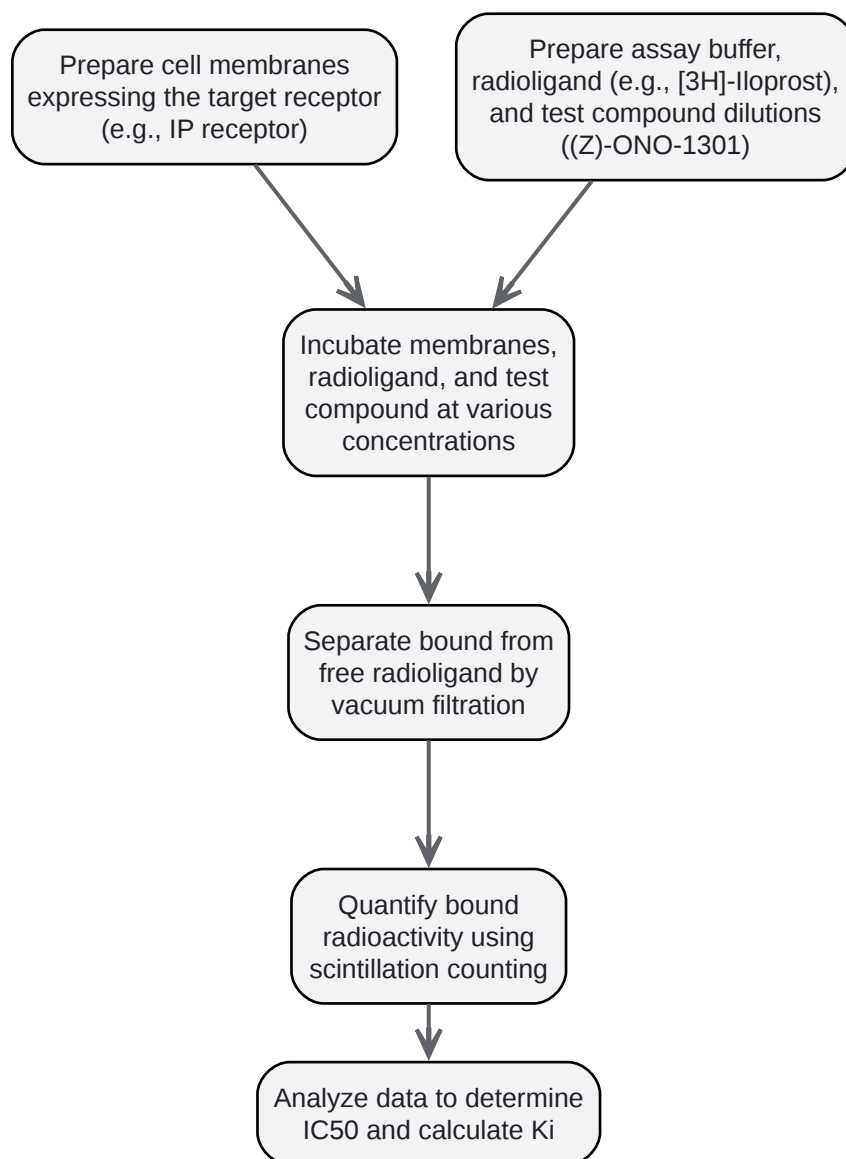 Prepare cell membranes
expressing the target receptor
(e.g., IP receptor)
Prepare assay buffer,
radioligand (e.g., [3H]-Iloprost),
and test compound dilutions
((Z)-ONO-1301)
Incubate membranes,
radioligand, and test
compound at various
concentrations
Separate bound from
free radioligand by
vacuum filtration
Quantify bound
radioactivity using
scintillation counting
Analyze data to determine
IC50 and calculate Ki